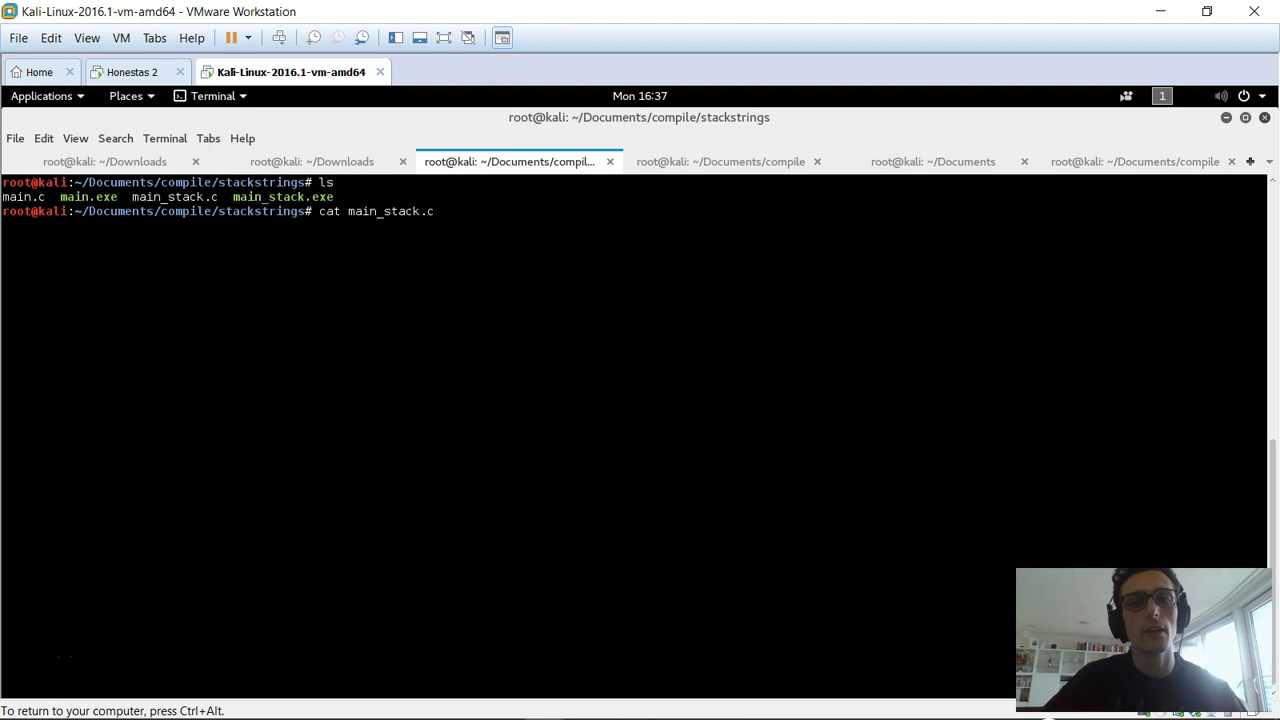 Kali-Linux-2016.1-vm-amd64 - VMware Workstation
File Edit View VM Tabs Help
Home Honestas 2 Kali-Linux-2016.1-vm-amd64
Applications Places Terminal Mon 16:37 1
root@kali: ~/Documents/compile/stackstrings
File Edit View Search Terminal Tabs Help
root@kali: ~/Downloads root@kali: ~/Downloads root@kali: ~/Documents/compil... root@kali: ~/Documents/compile root@kali: ~/Documents root@kali: ~/Documents/compile
root@kali:~/Documents/compile/stackstrings# ls
main.c main.exe main_stack.c main_stack.exe
root@kali:~/Documents/compile/stackstrings# cat main_stack.c
To return to your computer, press Ctrl+Alt.